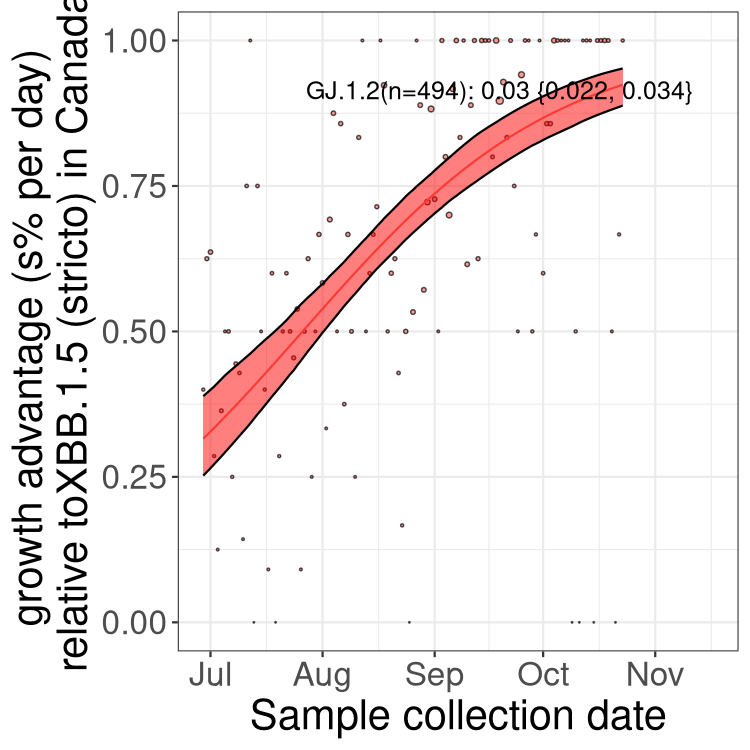 growth advantage (s% per day)
relative toXBB.1.5 (stricto) in Canada
1.00
0.75
0.50
0.25
0.00
GJ.1.2(n=494): 0.03 {0.022, 0.034}
Jul Aug Sep Oct Nov
Sample collection date